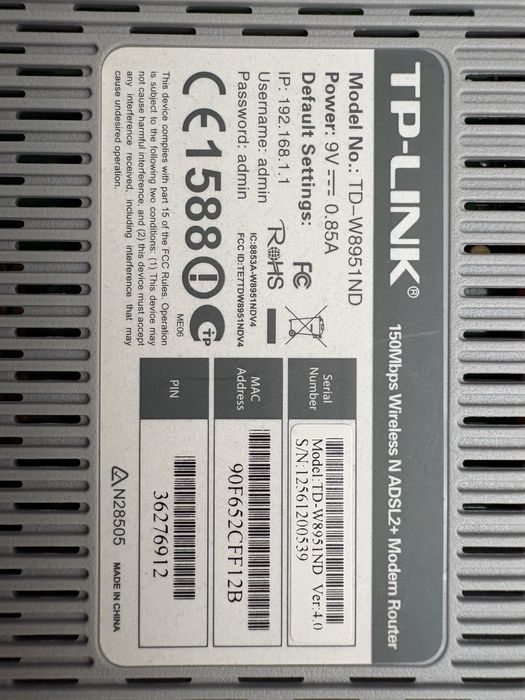 TP-LINK®
150Mbps Wireless N ADSL2+ Modem Router
Model No.: TD-W8951ND
Power: 9V⎓0.85A
Default Settings:
IP: 192.168.1.1
Username: admin
Password: admin
FC
RoHS
IC:8853A-W8951NDV4
FCC ID:TE7TDW8951NDV4
CE1588
TP
ME06
This device complies with part 15 of the FCC Rules. Operation
is subject to the following two conditions: (1) This device may
not cause harmful interference, and (2) this device must accept
any interference received, including interference that may
cause undesired operation.
Serial
Number
Model:TD-W8951ND Ver:4.0
S/N:12561200539
MAC
Address
90F652CFF12B
PIN
36276912
N28505
MADE IN CHINA